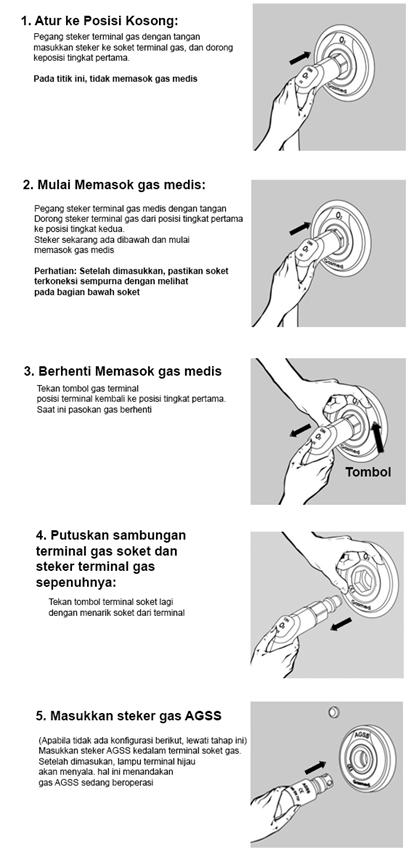 1. Atur ke Posisi Kosong:
Pegang steker terminal gas dengan tangan
masukkan steker ke soket terminal gas, dan dorong
keposisi tingkat pertama.
Pada titik ini, tidak memasok gas medis
O₂
2. Mulai Memasok gas medis:
Pegang steker terminal gas medis dengan tangan
Dorong steker terminal gas dari posisi tingkat pertama
ke posisi tingkat kedua.
Steker sekarang ada dibawah dan mulai
memasok gas medis
Perhatian: Setelah dimasukkan, pastikan soket
terkoneksi sempurna dengan melihat
pada bagian bawah soket
O₂
3. Berhenti Memasok gas medis
Tekan tombol gas terminal
posisi terminal kembali ke posisi tingkat pertama.
Saat ini pasokan gas berhenti
O₂
Tombol
4. Putuskan sambungan
terminal gas soket dan
steker terminal gas
sepenuhnya:
Tekan tombol terminal soket lagi
dengan menarik soket dari terminal
O₂
5. Masukkan steker gas AGSS
(Apabila tidak ada konfigurasi berikut, lewati tahap ini)
Masukkan steker AGSS kedalam terminal soket gas.
Setelah dimasukan, lampu terminal hijau
akan menyala. hal ini menandakan
gas AGSS sedang beroperasi
AGSS